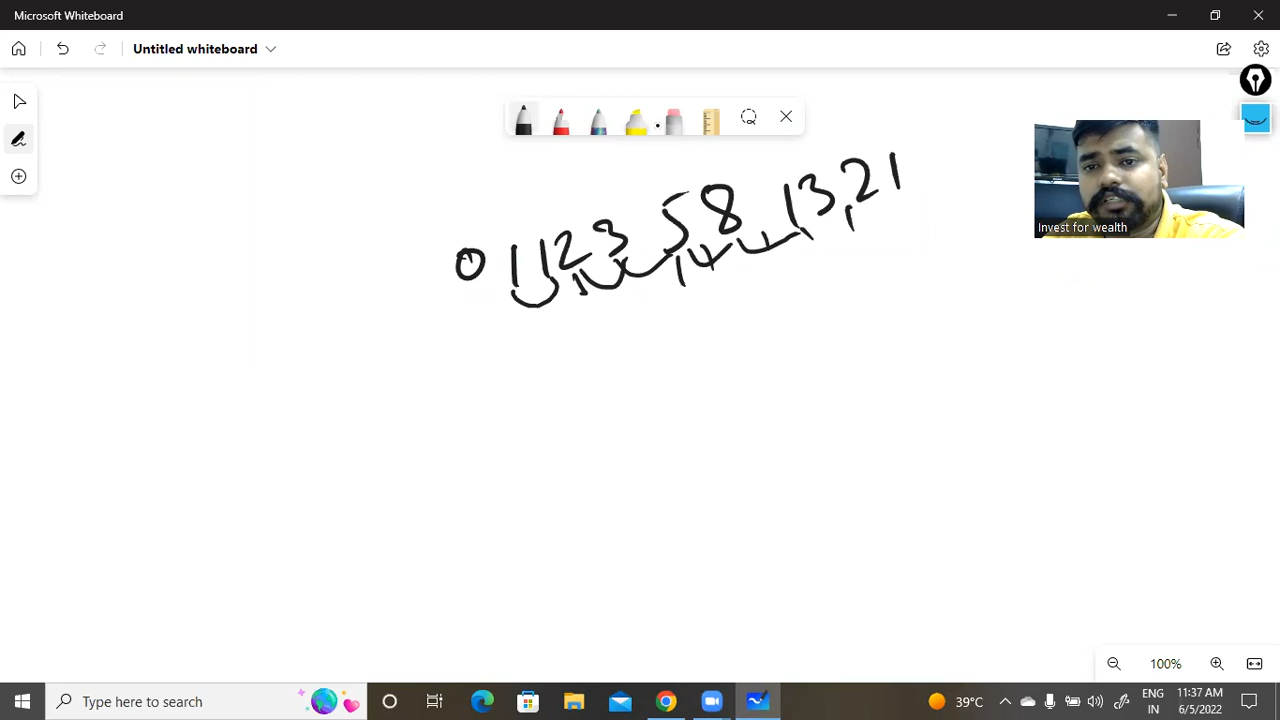 Microsoft Whiteboard
Untitled whiteboard
0 1 1 2 3 5 8 13, 21
Invest for wealth
100%
Type here to search
39°C
ENG
IN
11:37 AM
6/5/2022